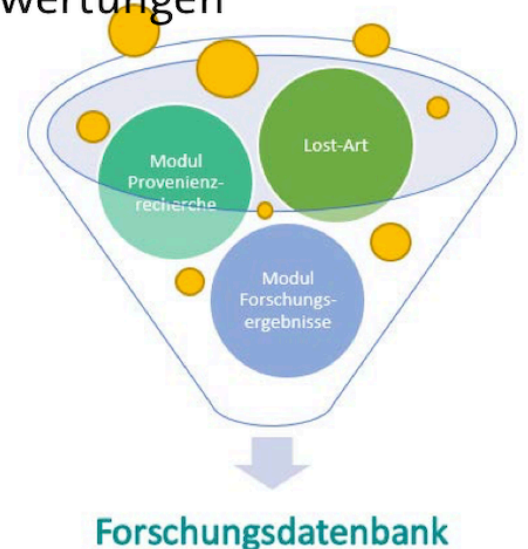 wertungen
Lost-Art
Modul
Provenienz-
recherche
Modul
Forschungs-
ergebnisse
Forschungsdatenbank